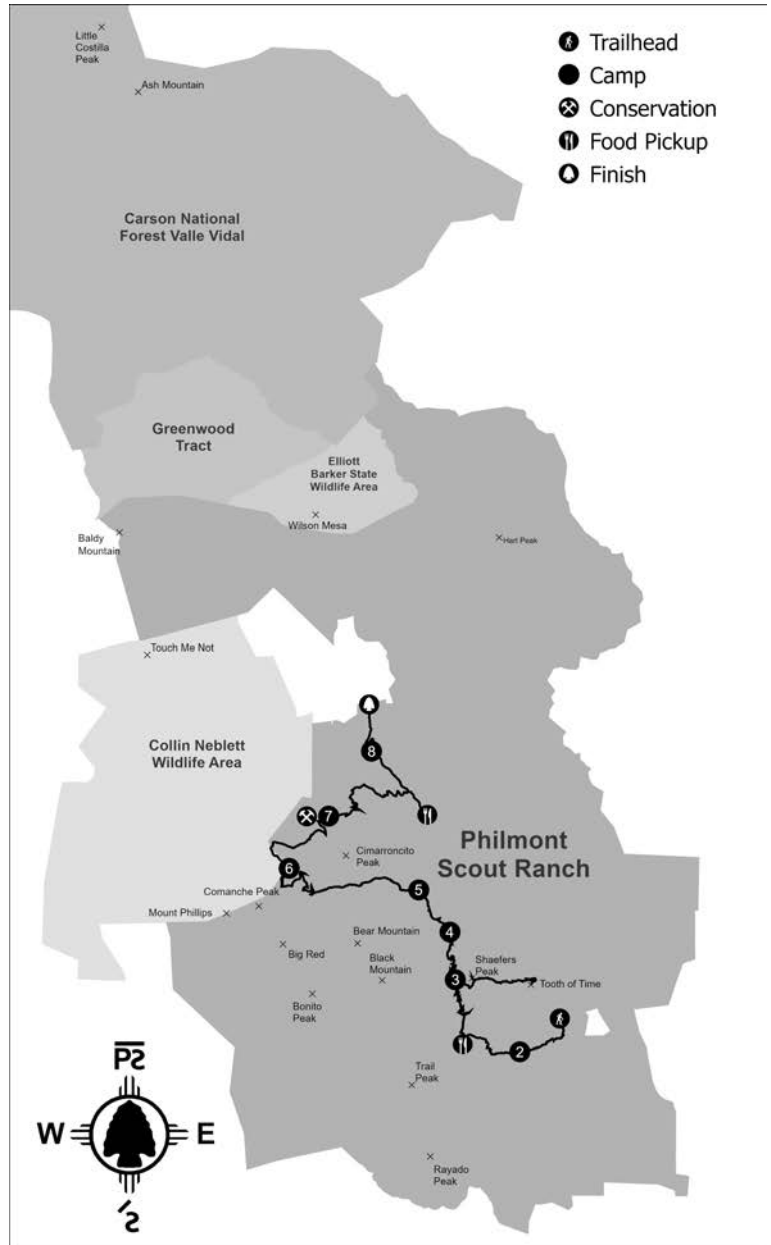 Little
Costilla
Peak
Ash Mountain
Trailhead
Camp
Conservation
Food Pickup
Finish
Carson National
Forest Valle Vidal
Greenwood
Tract
Elliott
Barker State
Wildlife Area
Wilson Mesa
Baldy
Mountain
Hart Peak
Touch Me Not
Collin Neblett
Wildlife Area
8
7
Cimarroncito
Peak
Philmont
Scout Ranch
6
5
Comanche Peak
Mount Phillips
4
Bear Mountain
Big Red
Black
Mountain
Shaefers
Peak
3
Tooth of Time
Bonito
Peak
2
Trail
Peak
Rayado
Peak
W
E